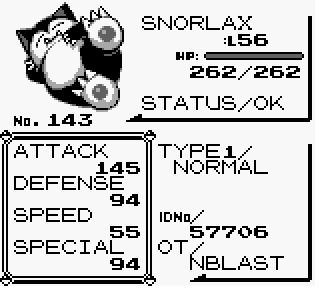 SNORLAX
:L56
HP:
262/262
STATUS/OK
No. 143
ATTACK
145
DEFENSE
94
SPEED
55
SPECIAL
94
TYPE1/
NORMAL
IDNo/
57706
OT/
NBLAST